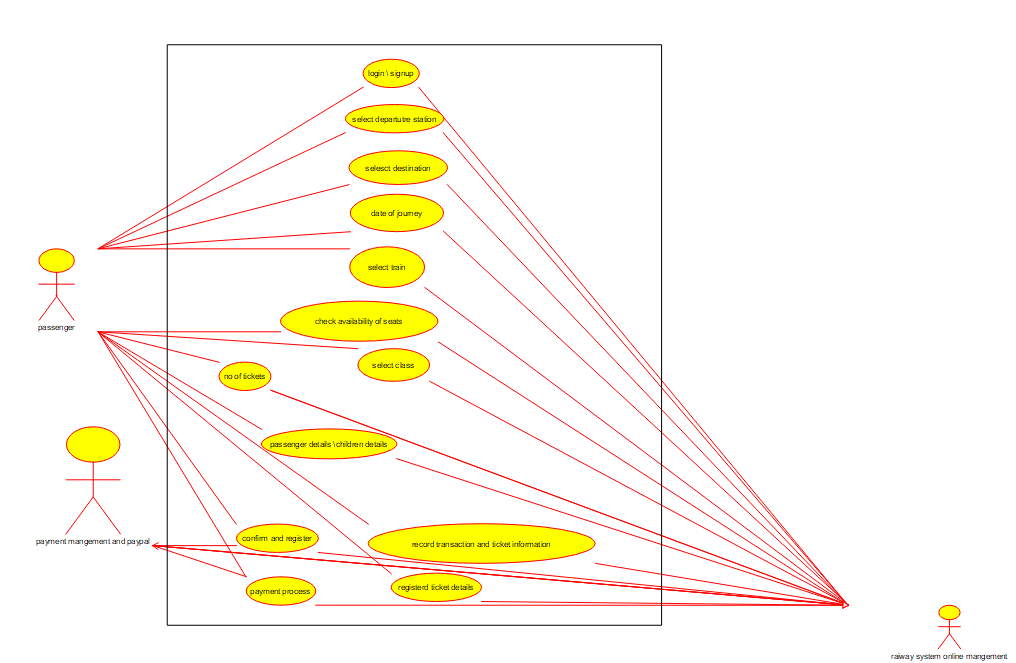 login \ signup
select departutre station
selesct destination
date of journey
select train
passenger
check availability of seats
select class
no of tickets
passenger details \children details
payment mangement and paypal
confirm and register
record transaction and ticket information
registerd ticket details
payment process
raiway system online mangement